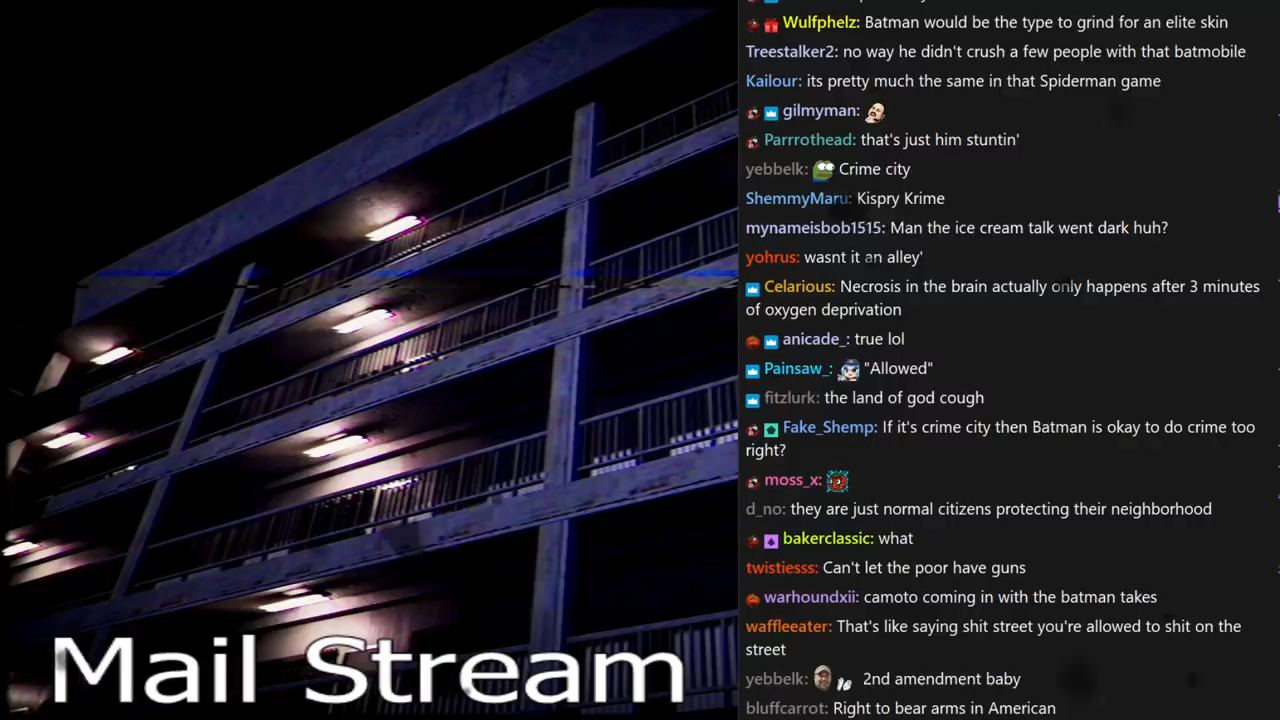 Wulfphelz: Batman would be the type to grind for an elite skin
Treestalker2: no way he didn't crush a few people with that batmobile
Kailour: its pretty much the same in that Spiderman game
gilmyman:
Parrrothead: that's just him stuntin'
yebbelk: Crime city
ShemmyMaru: Kispry Krime
mynameisbob1515: Man the ice cream talk went dark huh?
yohrus: wasnt it an alley'
Celarious: Necrosis in the brain actually only happens after 3 minutes
of oxygen deprivation
anicade_: true lol
Painsaw_: "Allowed"
fitzlurk: the land of god cough
Fake_Shemp: If it's crime city then Batman is okay to do crime too
right?
moss_x:
d_no: they are just normal citizens protecting their neighborhood
bakerclassic: what
twistiesss: Can't let the poor have guns
warhoundxii: camoto coming in with the batman takes
waffleeater: That's like saying shit street you're allowed to shit on the
street
yebbelk: 2nd amendment baby
bluffcarrot: Right to bear arms in American
Mail Stream